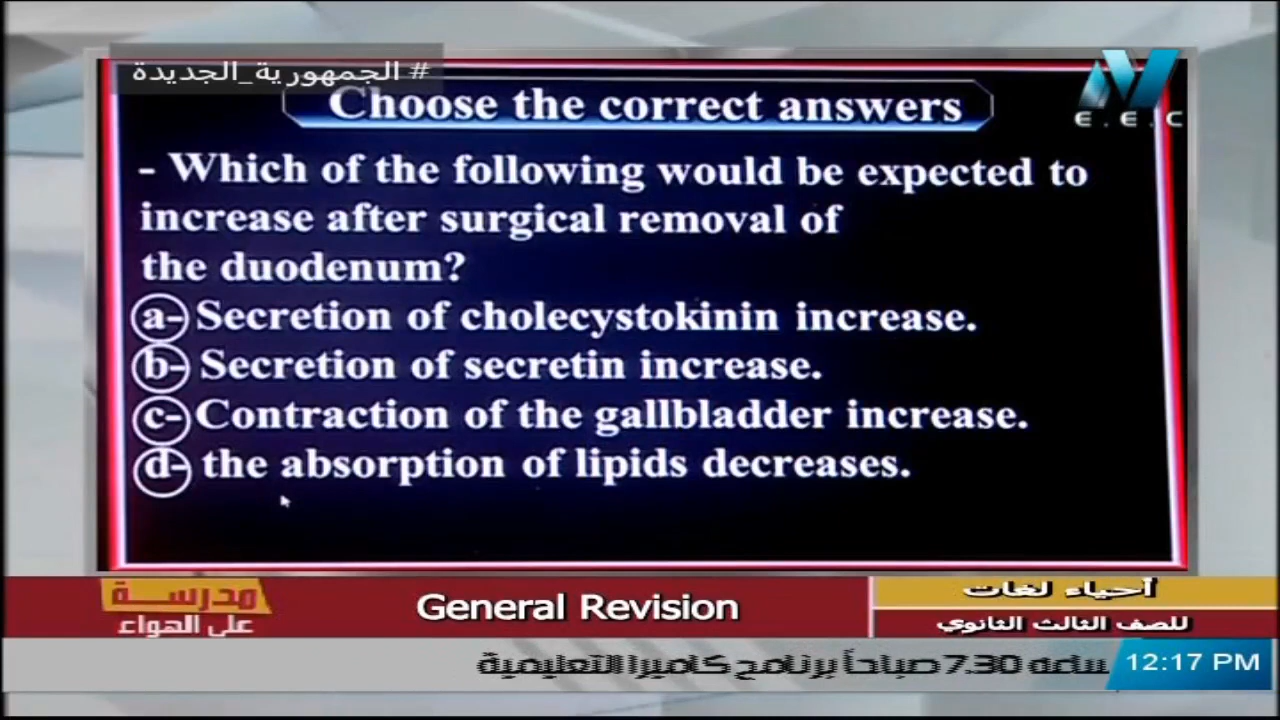 # الجمهورية_الجديدة
Choose the correct answers
E.E.C
- Which of the following would be expected to
increase after surgical removal of
the duodenum?
a- Secretion of cholecystokinin increase.
b- Secretion of secretin increase.
c- Contraction of the gallbladder increase.
d- the absorption of lipids decreases.
مدرسة
على الهواء
General Revision
أحياء لغات
للصف الثالث الثانوي
7.30 صباحاً برنامج كاميرا التعليمية
12:17 PM